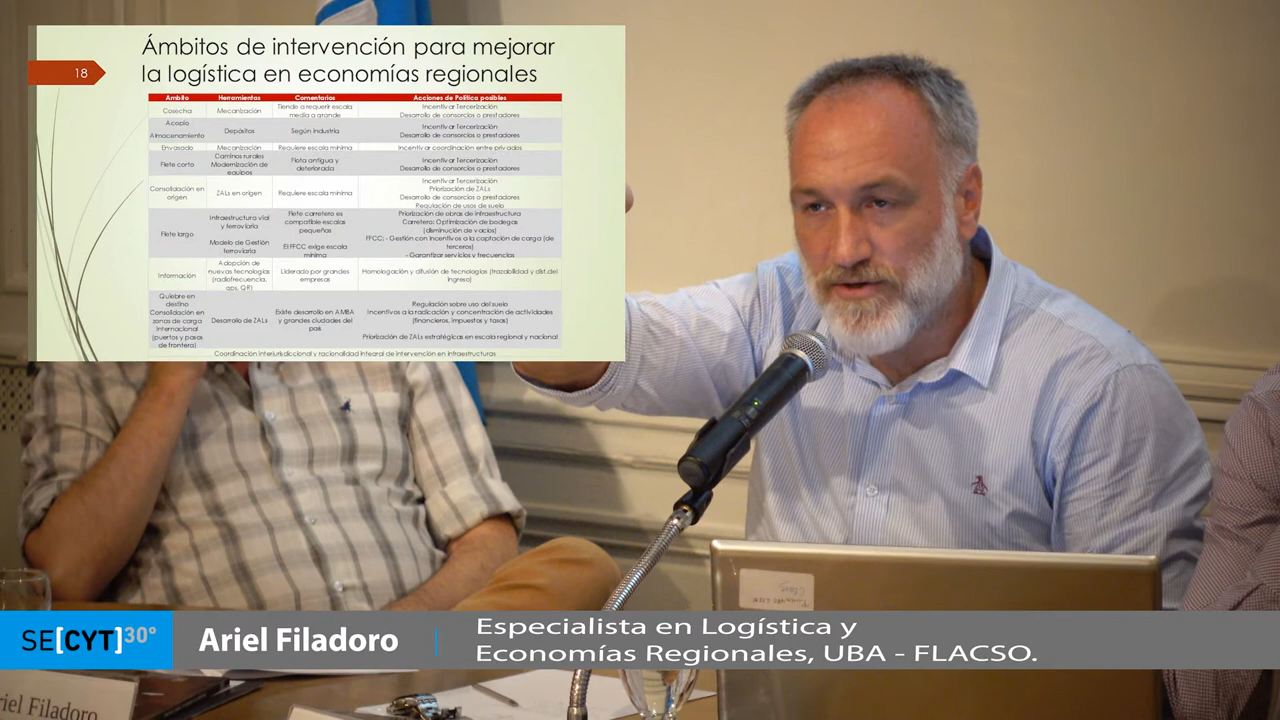 18
Ámbitos de intervención para mejorar
la logística en economías regionales
Ámbito Herramientas Comentarios Acciones de Política posibles
Cosecha Mecanización Tiende a requerir escala media a grande Incentivar Tercerización
Desarrollo de consorcios o prestadores
Acopio
Almacenamiento Depósitos Según Industria Incentivar Tercerización
Desarrollo de consorcios o prestadores
Envasado Mecanización Requiere escala mínima Incentivar coordinación entre privados
Flete corto Caminos rurales
Modernización de equipos Flota antigua y deteriorada Incentivar Tercerización
Desarrollo de consorcios o prestadores
Consolidación en origen ZALs en origen Requiere escala mínima Incentivar Tercerización
Priorización de ZALs
Desarrollo de consorcios o prestadores
Regulación de usos de suelo
Flete largo Infraestructura vial y ferroviaria
Modelo de Gestión ferroviaria
Flete carretero es compatible escalas pequeñas
El FFCC exige escala mínima
Priorización de obras de infraestructura
Carretero: Optimización de bodegas
(disminución de vacíos)
FFCC: - Gestión con incentivos a la captación de carga (de terceros)
- Garantizar servicios y frecuencias
Información Adopción de nuevas tecnologías (radiofrecuencia, gps, QR) Liderado por grandes empresas Homologación y difusión de tecnologías (trazabilidad y dist.del ingreso)
Quiebre en destino
Consolidación en zonas de carga Internacional (puertos y pasos de frontera) Desarrollo de ZALs Existe desarrollo en AMBA y grandes ciudades del país
Regulación sobre uso del suelo
Incentivos a la radicación y concentración de actividades
(financieros, impuestos y tasas)
Priorización de ZALs estratégicas en escala regional y nacional
Coordinación interjurisdiccional y racionalidad integral de intervención en infraestructuras
SE[CYT]30°
Ariel Filadoro
Especialista en Logística y
Economías Regionales, UBA - FLACSO.
riel Filadoro